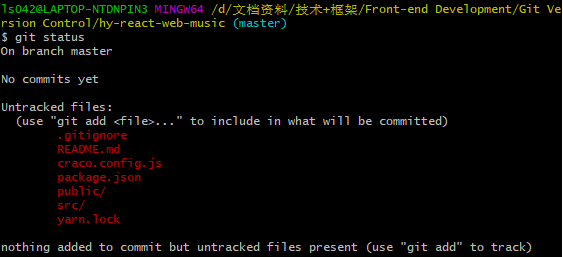 ls042@LAPTOP-NTDNPIN3 MINGW64 /d/文档资料/技术+框架/Front-end Development/Git Ve
rsion Control/hy-react-web-music (master)
$ git status
On branch master
No commits yet
Untracked files:
(use "git add <file>..." to include in what will be committed)
.gitignore
README.md
craco.config.js
package.json
public/
src/
yarn.lock
nothing added to commit but untracked files present (use "git add" to track)